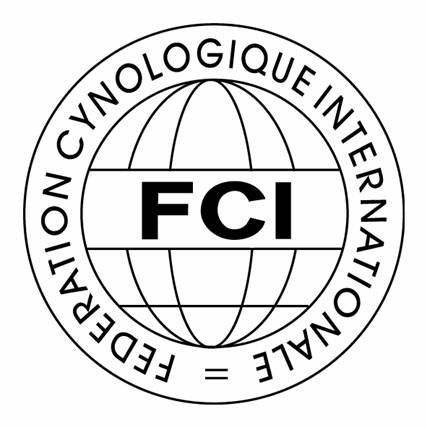 FEDERATION CYNOLOGIQUE INTERNATIONALE =
FCI